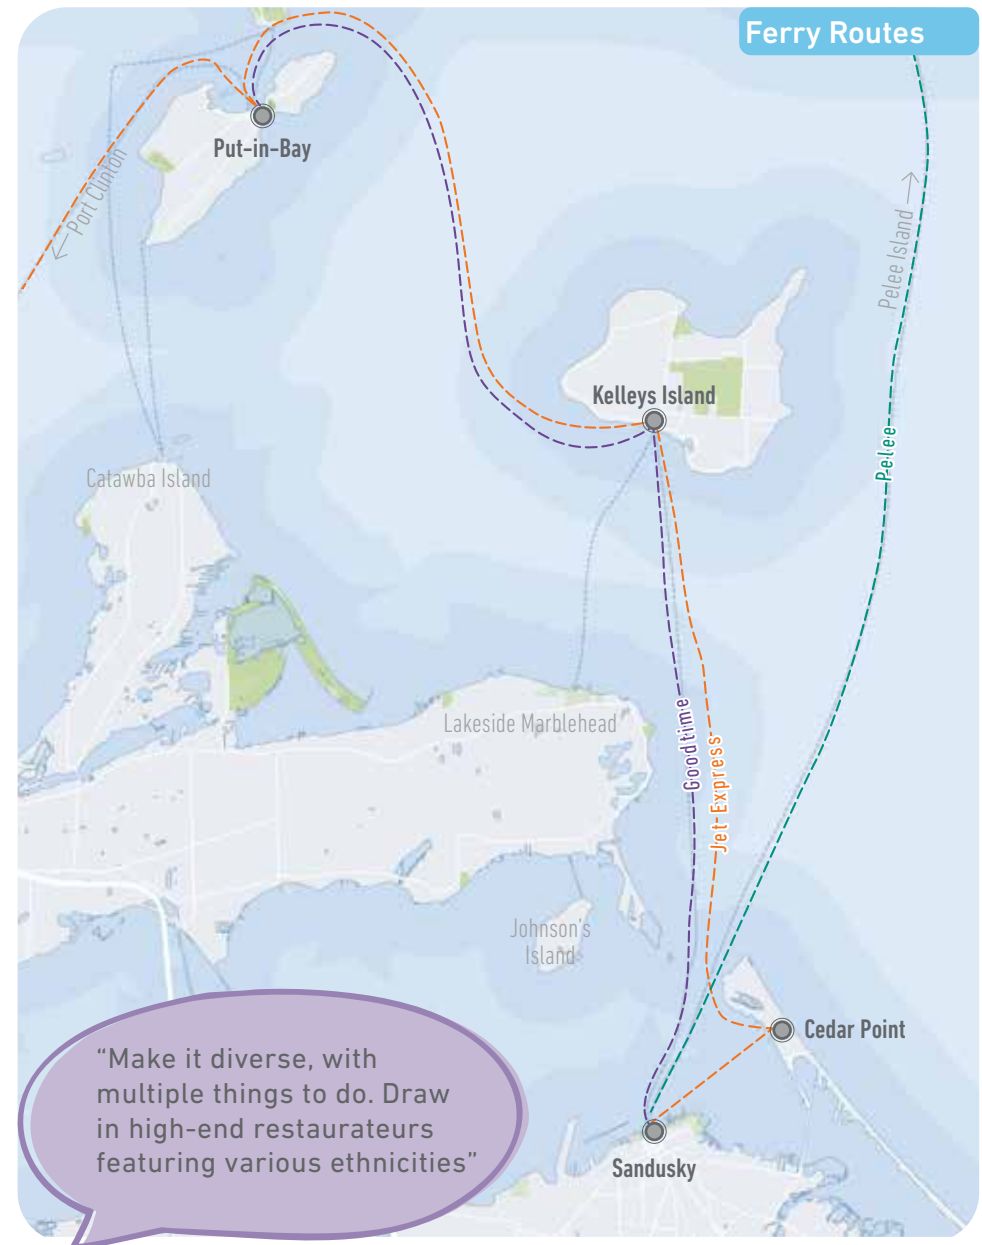 Ferry Routes
Put-in-Bay
← Port Clinton
Pelee Island →
Kelleys Island
Pelee
Catawba Island
Lakeside Marblehead
Goodtime
Jet Express
Johnson's
Island
Cedar Point
Sandusky
“Make it diverse, with
multiple things to do. Draw
in high-end restaurateurs
featuring various ethnicities”